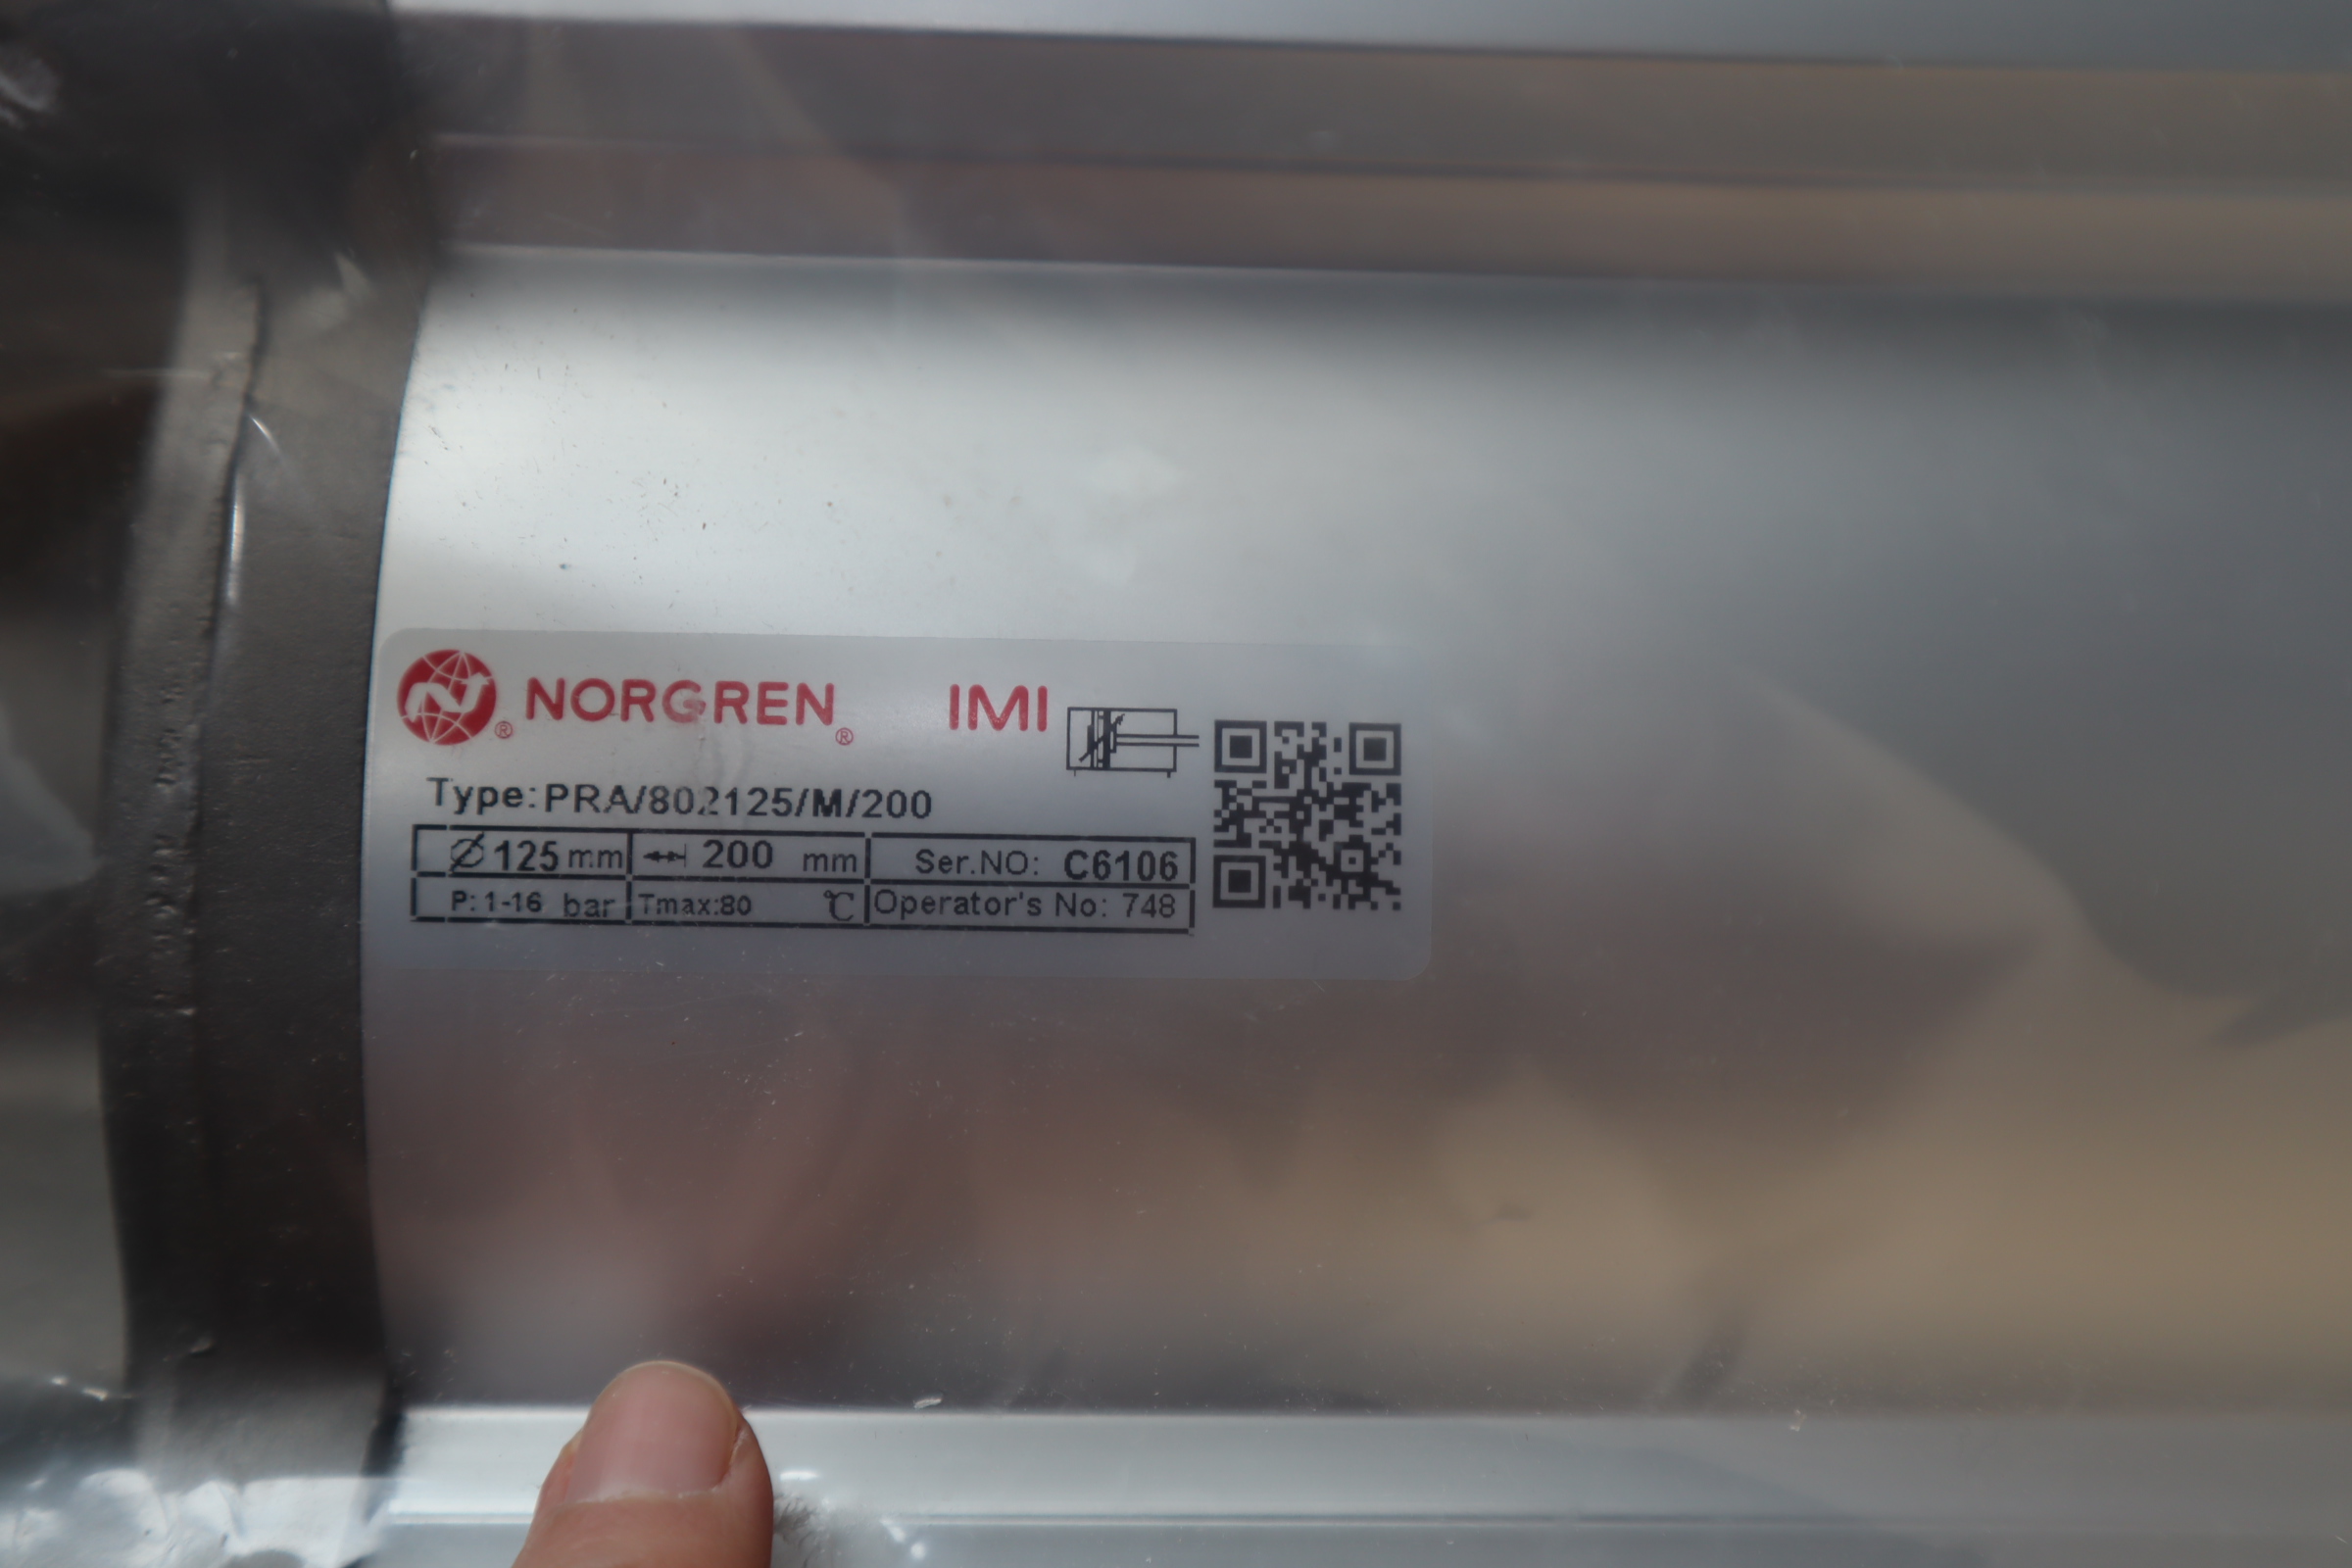 NORGREN® IMI
Type: PRA/802125/M/200
Ø 125 mm 200 mm Ser.NO: C6106
P: 1-16 bar Tmax:80 ℃ Operator's No: 748